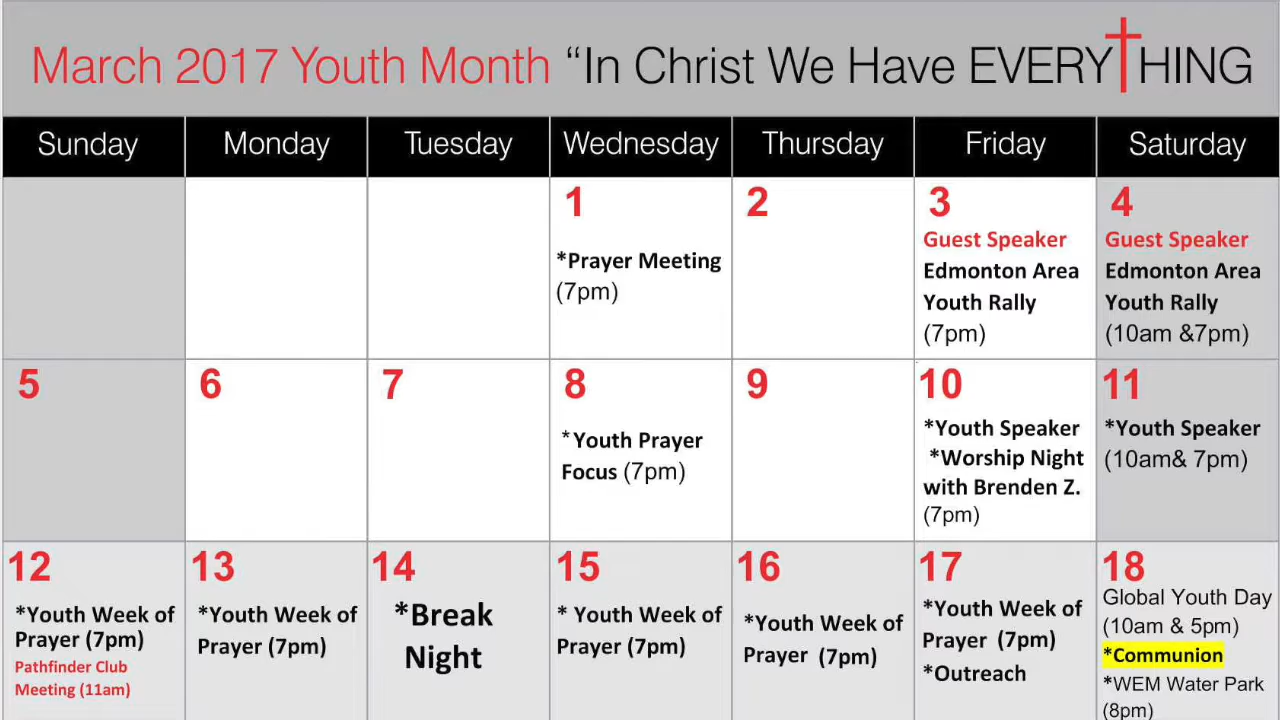 March 2017 Youth Month “In Christ We Have EVERYTHING
Sunday Monday Tuesday Wednesday Thursday Friday Saturday
1
*Prayer Meeting
(7pm)
2
3
Guest Speaker
Edmonton Area
Youth Rally
(7pm)
4
Guest Speaker
Edmonton Area
Youth Rally
(10am &7pm)
5
6
7
8
*Youth Prayer
Focus (7pm)
9
10
*Youth Speaker
*Worship Night
with Brenden Z.
(7pm)
11
*Youth Speaker
(10am& 7pm)
12
*Youth Week of
Prayer (7pm)
Pathfinder Club
Meeting (11am)
13
*Youth Week of
Prayer (7pm)
14
*Break
Night
15
* Youth Week of
Prayer (7pm)
16
*Youth Week of
Prayer (7pm)
17
*Youth Week of
Prayer (7pm)
*Outreach
18
Global Youth Day
(10am & 5pm)
*Communion
*WEM Water Park
(8pm)